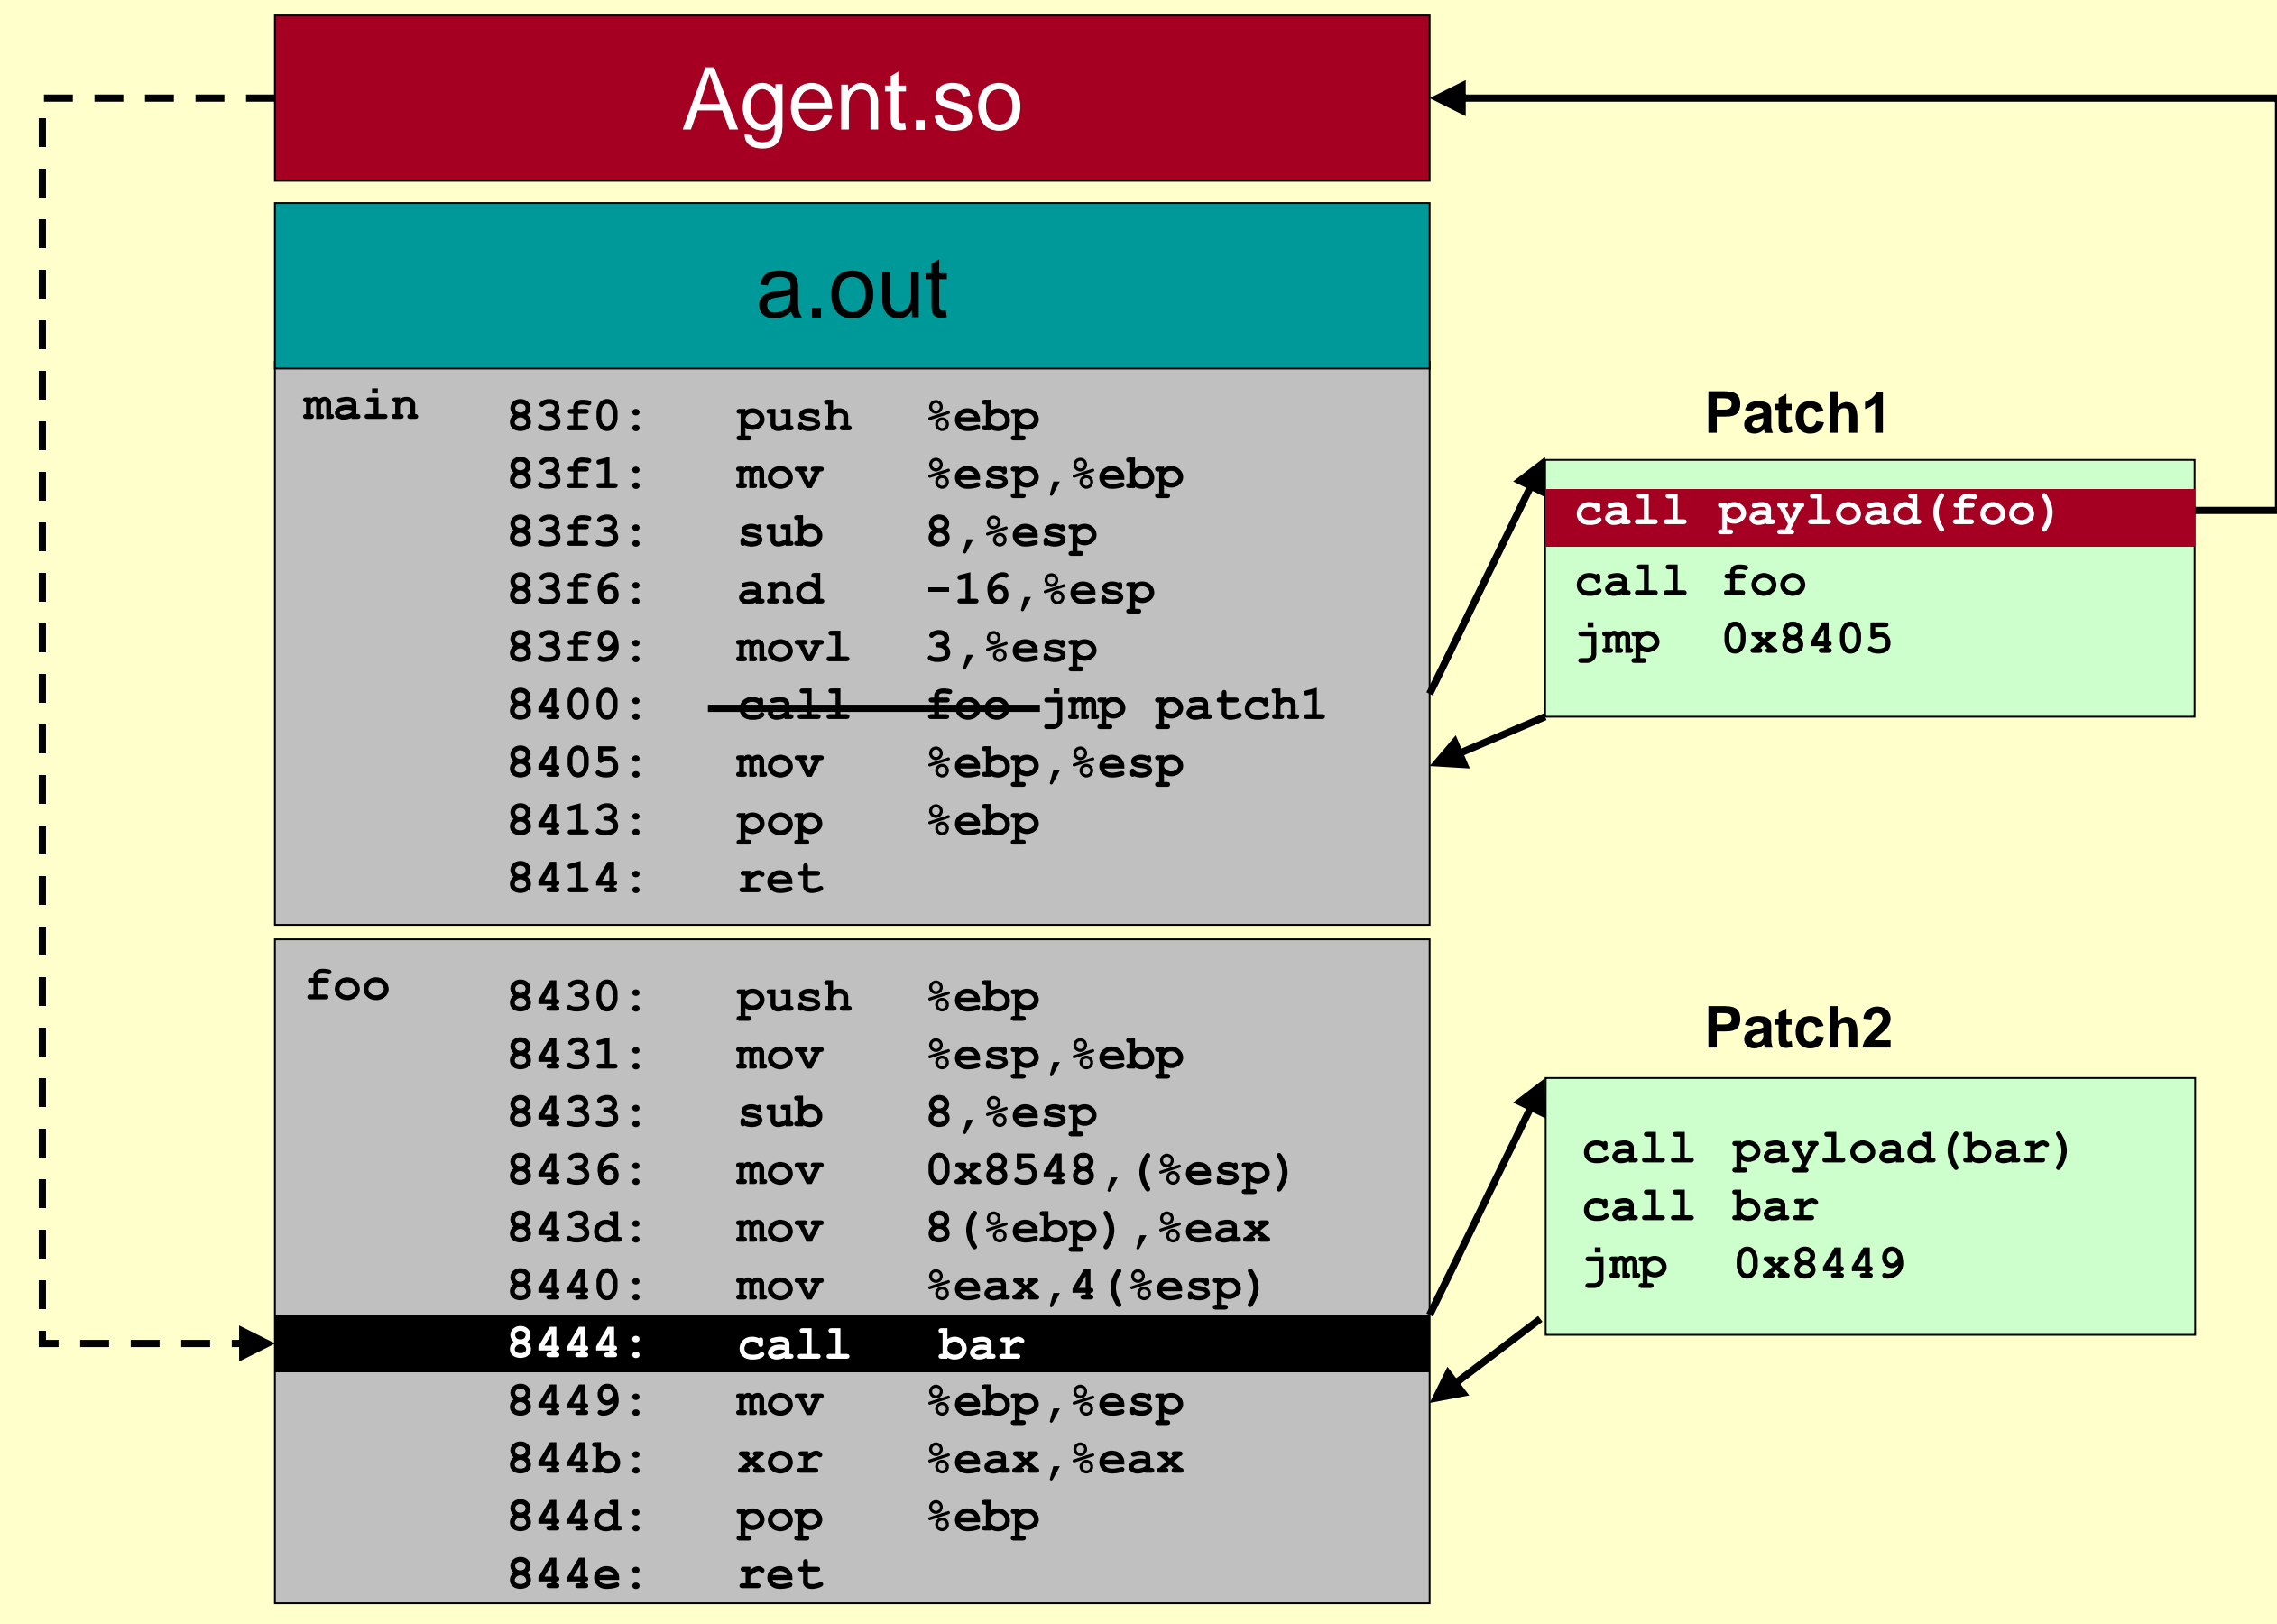 Agent.so
a.out
main
83f0: push %ebp
83f1: mov %esp,%ebp
83f3: sub 8,%esp
83f6: and -16,%esp
83f9: movl 3,%esp
8400: call foo jmp patch1
8405: mov %ebp,%esp
8413: pop %ebp
8414: ret
Patch1
call payload(foo)
call foo
jmp 0x8405
foo
8430: push %ebp
8431: mov %esp,%ebp
8433: sub 8,%esp
8436: mov 0x8548,(%esp)
843d: mov 8(%ebp),%eax
8440: mov %eax,4(%esp)
8444: call bar
8449: mov %ebp,%esp
844b: xor %eax,%eax
844d: pop %ebp
844e: ret
Patch2
call payload(bar)
call bar
jmp 0x8449